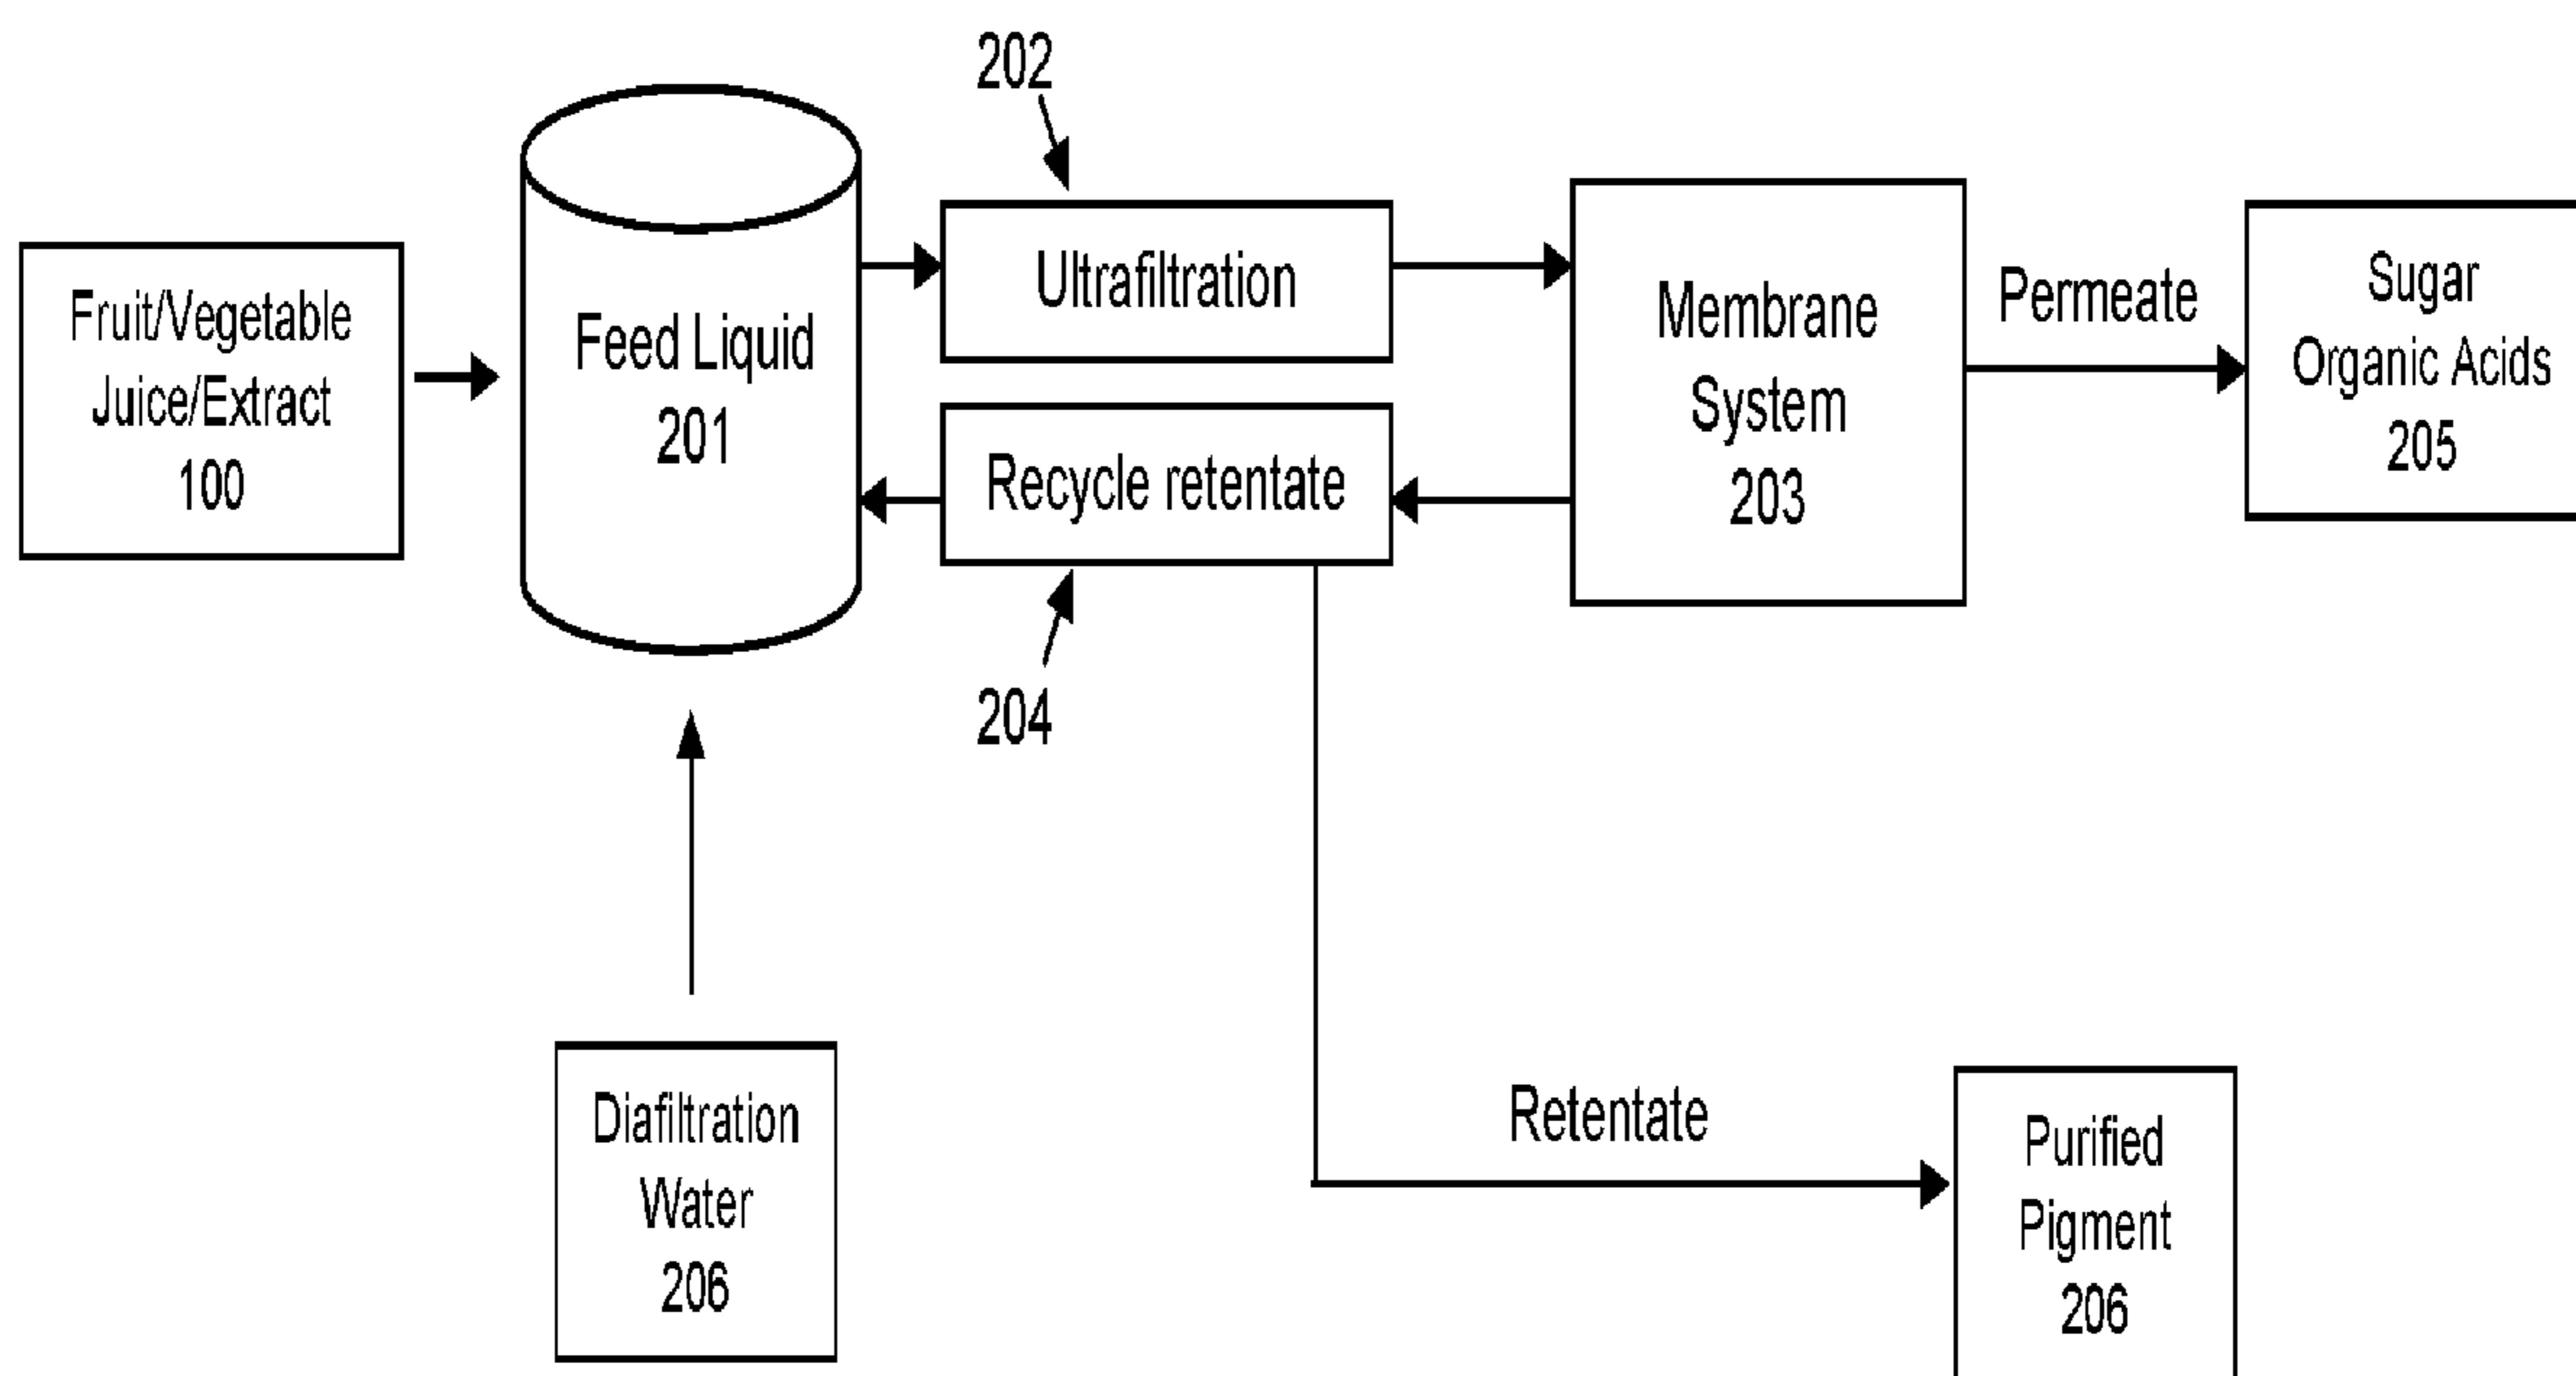 202
Fruit/Vegetable
Juice/Extract
100
Feed Liquid
201
Ultrafiltration
Recycle retentate
204
Membrane
System
203
Permeate
Sugar
Organic Acids
205
Diafiltration
Water
206
Retentate
Purified
Pigment
206